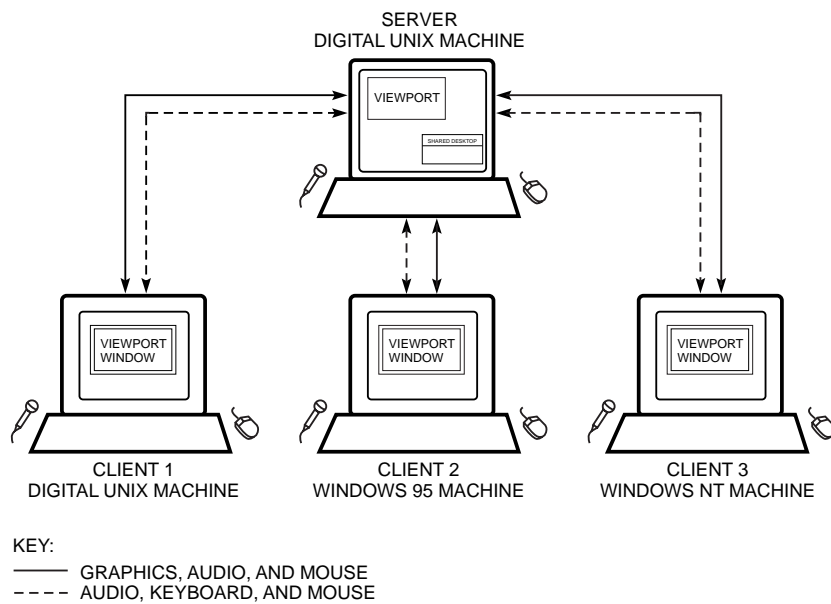 SERVER
DIGITAL UNIX MACHINE
VIEWPORT
SHARED DESKTOP
VIEWPORT
WINDOW
VIEWPORT
WINDOW
VIEWPORT
WINDOW
CLIENT 1
DIGITAL UNIX MACHINE
CLIENT 2
WINDOWS 95 MACHINE
CLIENT 3
WINDOWS NT MACHINE
KEY:
GRAPHICS, AUDIO, AND MOUSE
AUDIO, KEYBOARD, AND MOUSE